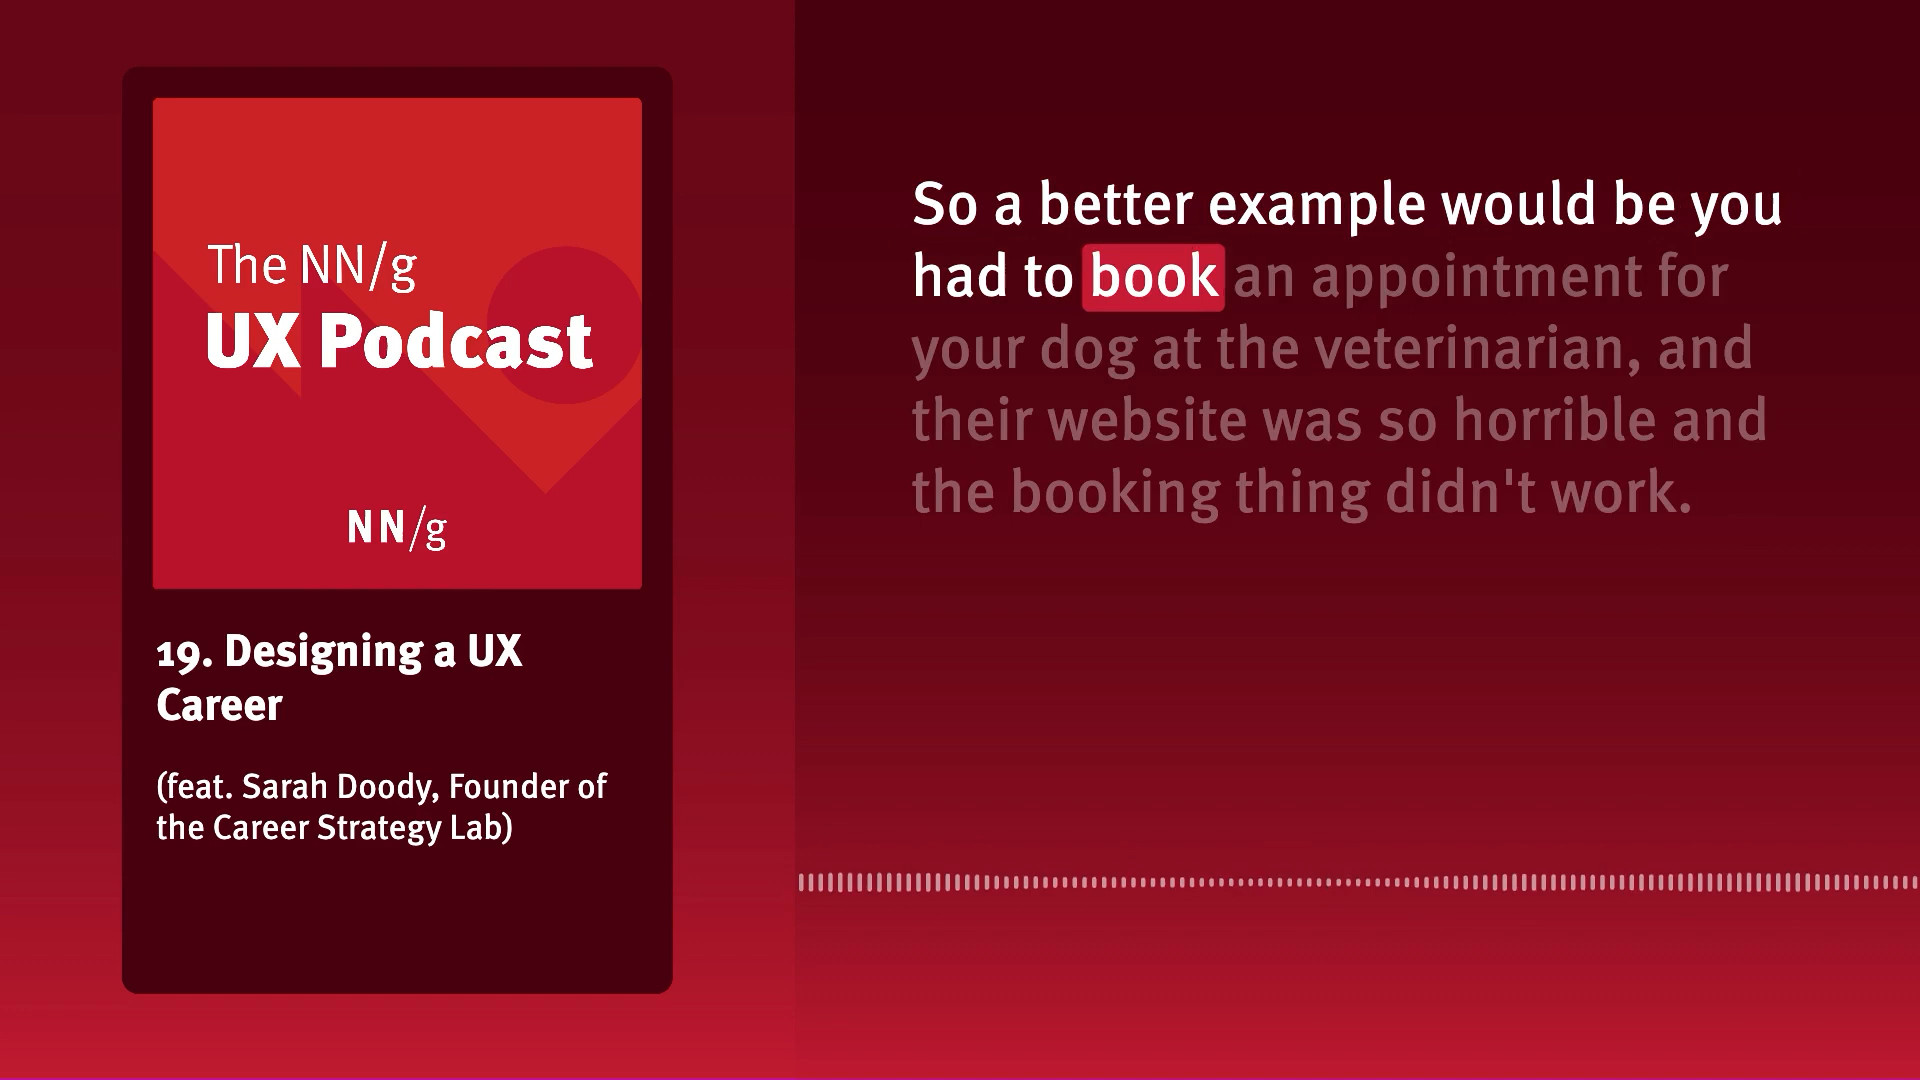 The NN/g
UX Podcast
NN/g
19. Designing a UX
Career
(feat. Sarah Doody, Founder of
the Career Strategy Lab)
So a better example would be you
had to book an appointment for
your dog at the veterinarian, and
their website was so horrible and
the booking thing didn't work.